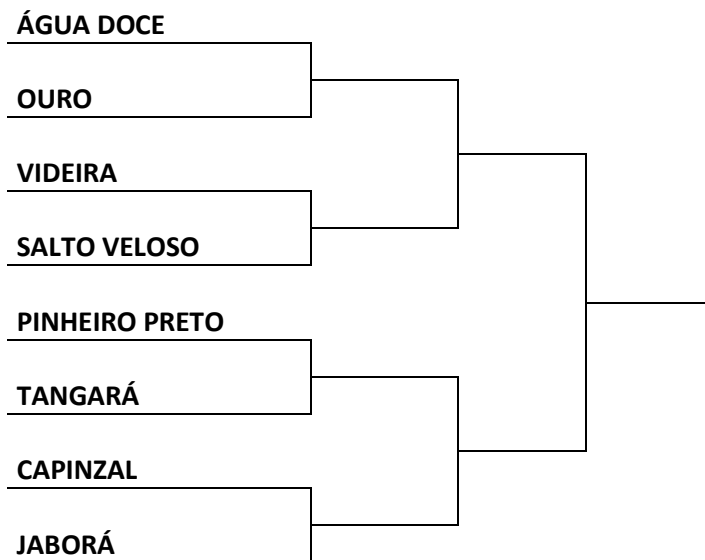 ÁGUA DOCE
OURO
VIDEIRA
SALTO VELOSO
PINHEIRO PRETO
TANGARÁ
CAPINZAL
JABORÁ